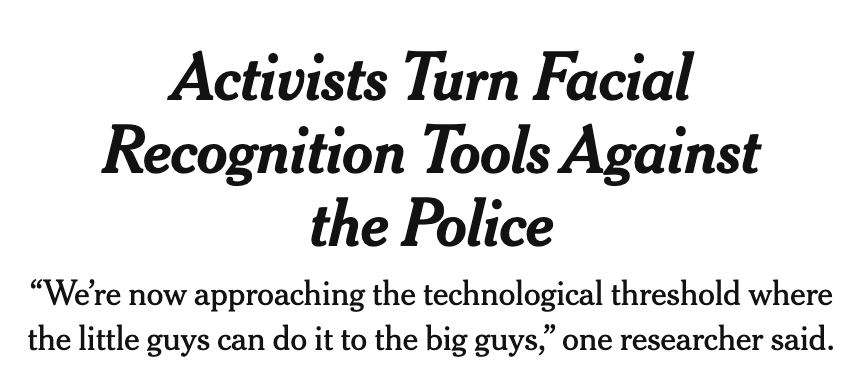 Activists Turn Facial
Recognition Tools Against
the Police
“We’re now approaching the technological threshold where
the little guys can do it to the big guys,” one researcher said.